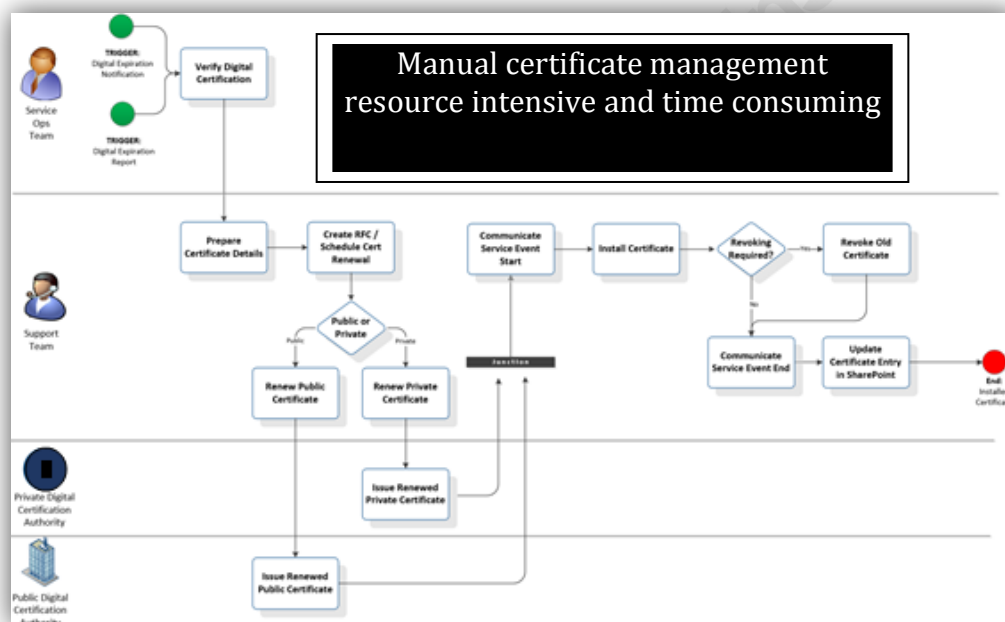 Manual certificate management
resource intensive and time consuming
TRIGGER:
Digital Expiration
Notification
Verify Digital
Certification
Service
Ops
Team
TRIGGER:
Digital Expiration
Report
Prepare
Certificate Details
Create RFC /
Schedule Cert
Renewal
Communicate
Service Event
Start
Install Certificate
Revoking
Required?
Yes
Revoke Old
Certificate
Support
Team
Public or
Private
Public
Private
No
Junction
Renew Public
Certificate
Renew Private
Certificate
Communicate
Service Event End
Update
Certificate Entry
in SharePoint
End:
Installe
Certifica
Private Digital
Certification
Authority
Issue Renewed
Private Certificate
Public Digital
Certification
Authority
Issue Renewed
Public Certificate